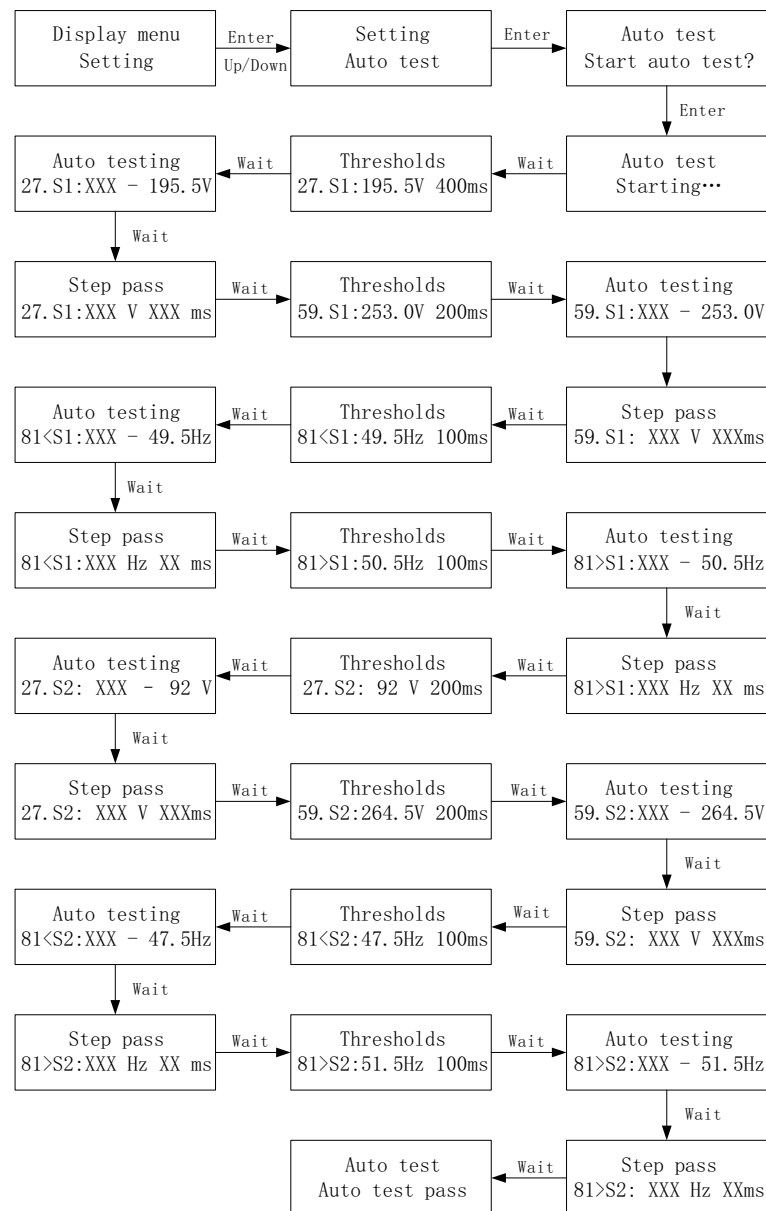 Display menu
Setting
Enter
Up/Down
Setting
Auto test
Enter
Auto test
Start auto test?
Enter
Auto test
Starting…
Wait
Thresholds
27.S1:195.5V 400ms
Wait
Auto testing
27.S1:XXX - 195.5V
Wait
Step pass
27.S1:XXX V XXX ms
Wait
Thresholds
59.S1:253.0V 200ms
Wait
Auto testing
59.S1:XXX - 253.0V
Step pass
59.S1: XXX V XXXms
Wait
Thresholds
81<S1:49.5Hz 100ms
Wait
Auto testing
81<S1:XXX - 49.5Hz
Wait
Step pass
81<S1:XXX Hz XX ms
Wait
Thresholds
81>S1:50.5Hz 100ms
Wait
Auto testing
81>S1:XXX - 50.5Hz
Wait
Step pass
81>S1:XXX Hz XX ms
Wait
Thresholds
27.S2: 92 V 200ms
Wait
Auto testing
27.S2: XXX - 92 V
Wait
Step pass
27.S2: XXX V XXXms
Wait
Thresholds
59.S2:264.5V 200ms
Wait
Auto testing
59.S2:XXX - 264.5V
Wait
Step pass
59.S2: XXX V XXXms
Wait
Thresholds
81<S2:47.5Hz 100ms
Wait
Auto testing
81<S2:XXX - 47.5Hz
Wait
Step pass
81>S2:XXX Hz XX ms
Wait
Thresholds
81>S2:51.5Hz 100ms
Wait
Auto testing
81>S2:XXX - 51.5Hz
Wait
Step pass
81>S2: XXX Hz XXms
Wait
Auto test
Auto test pass